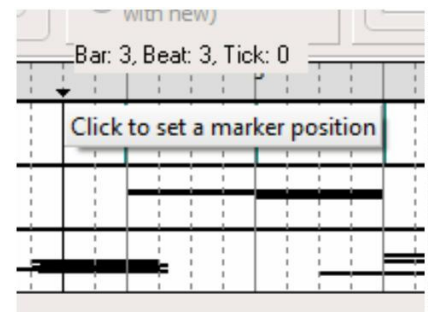 with new)
Bar: 3, Beat: 3, Tick: 0
Click to set a marker position